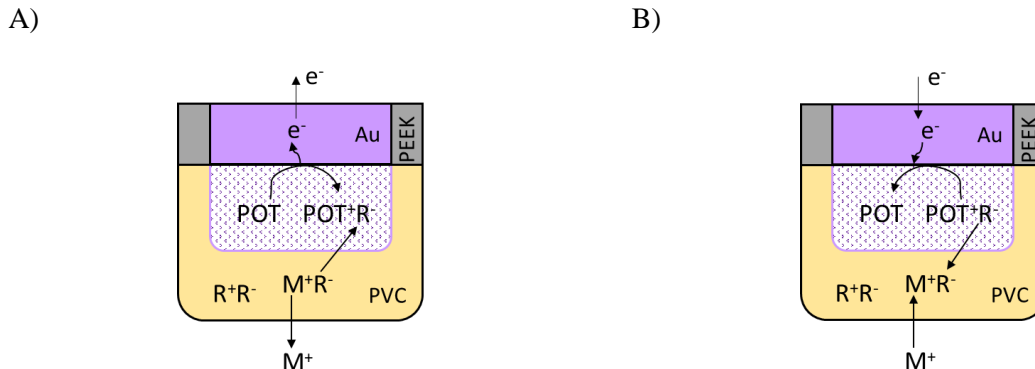 A)
B)
e-
e-
Au
PEEK
POT
POT+R-
M+R-
R+R-
PVC
M+
e-
e-
Au
PEEK
POT
POT+R-
M+R-
R+R-
PVC
M+